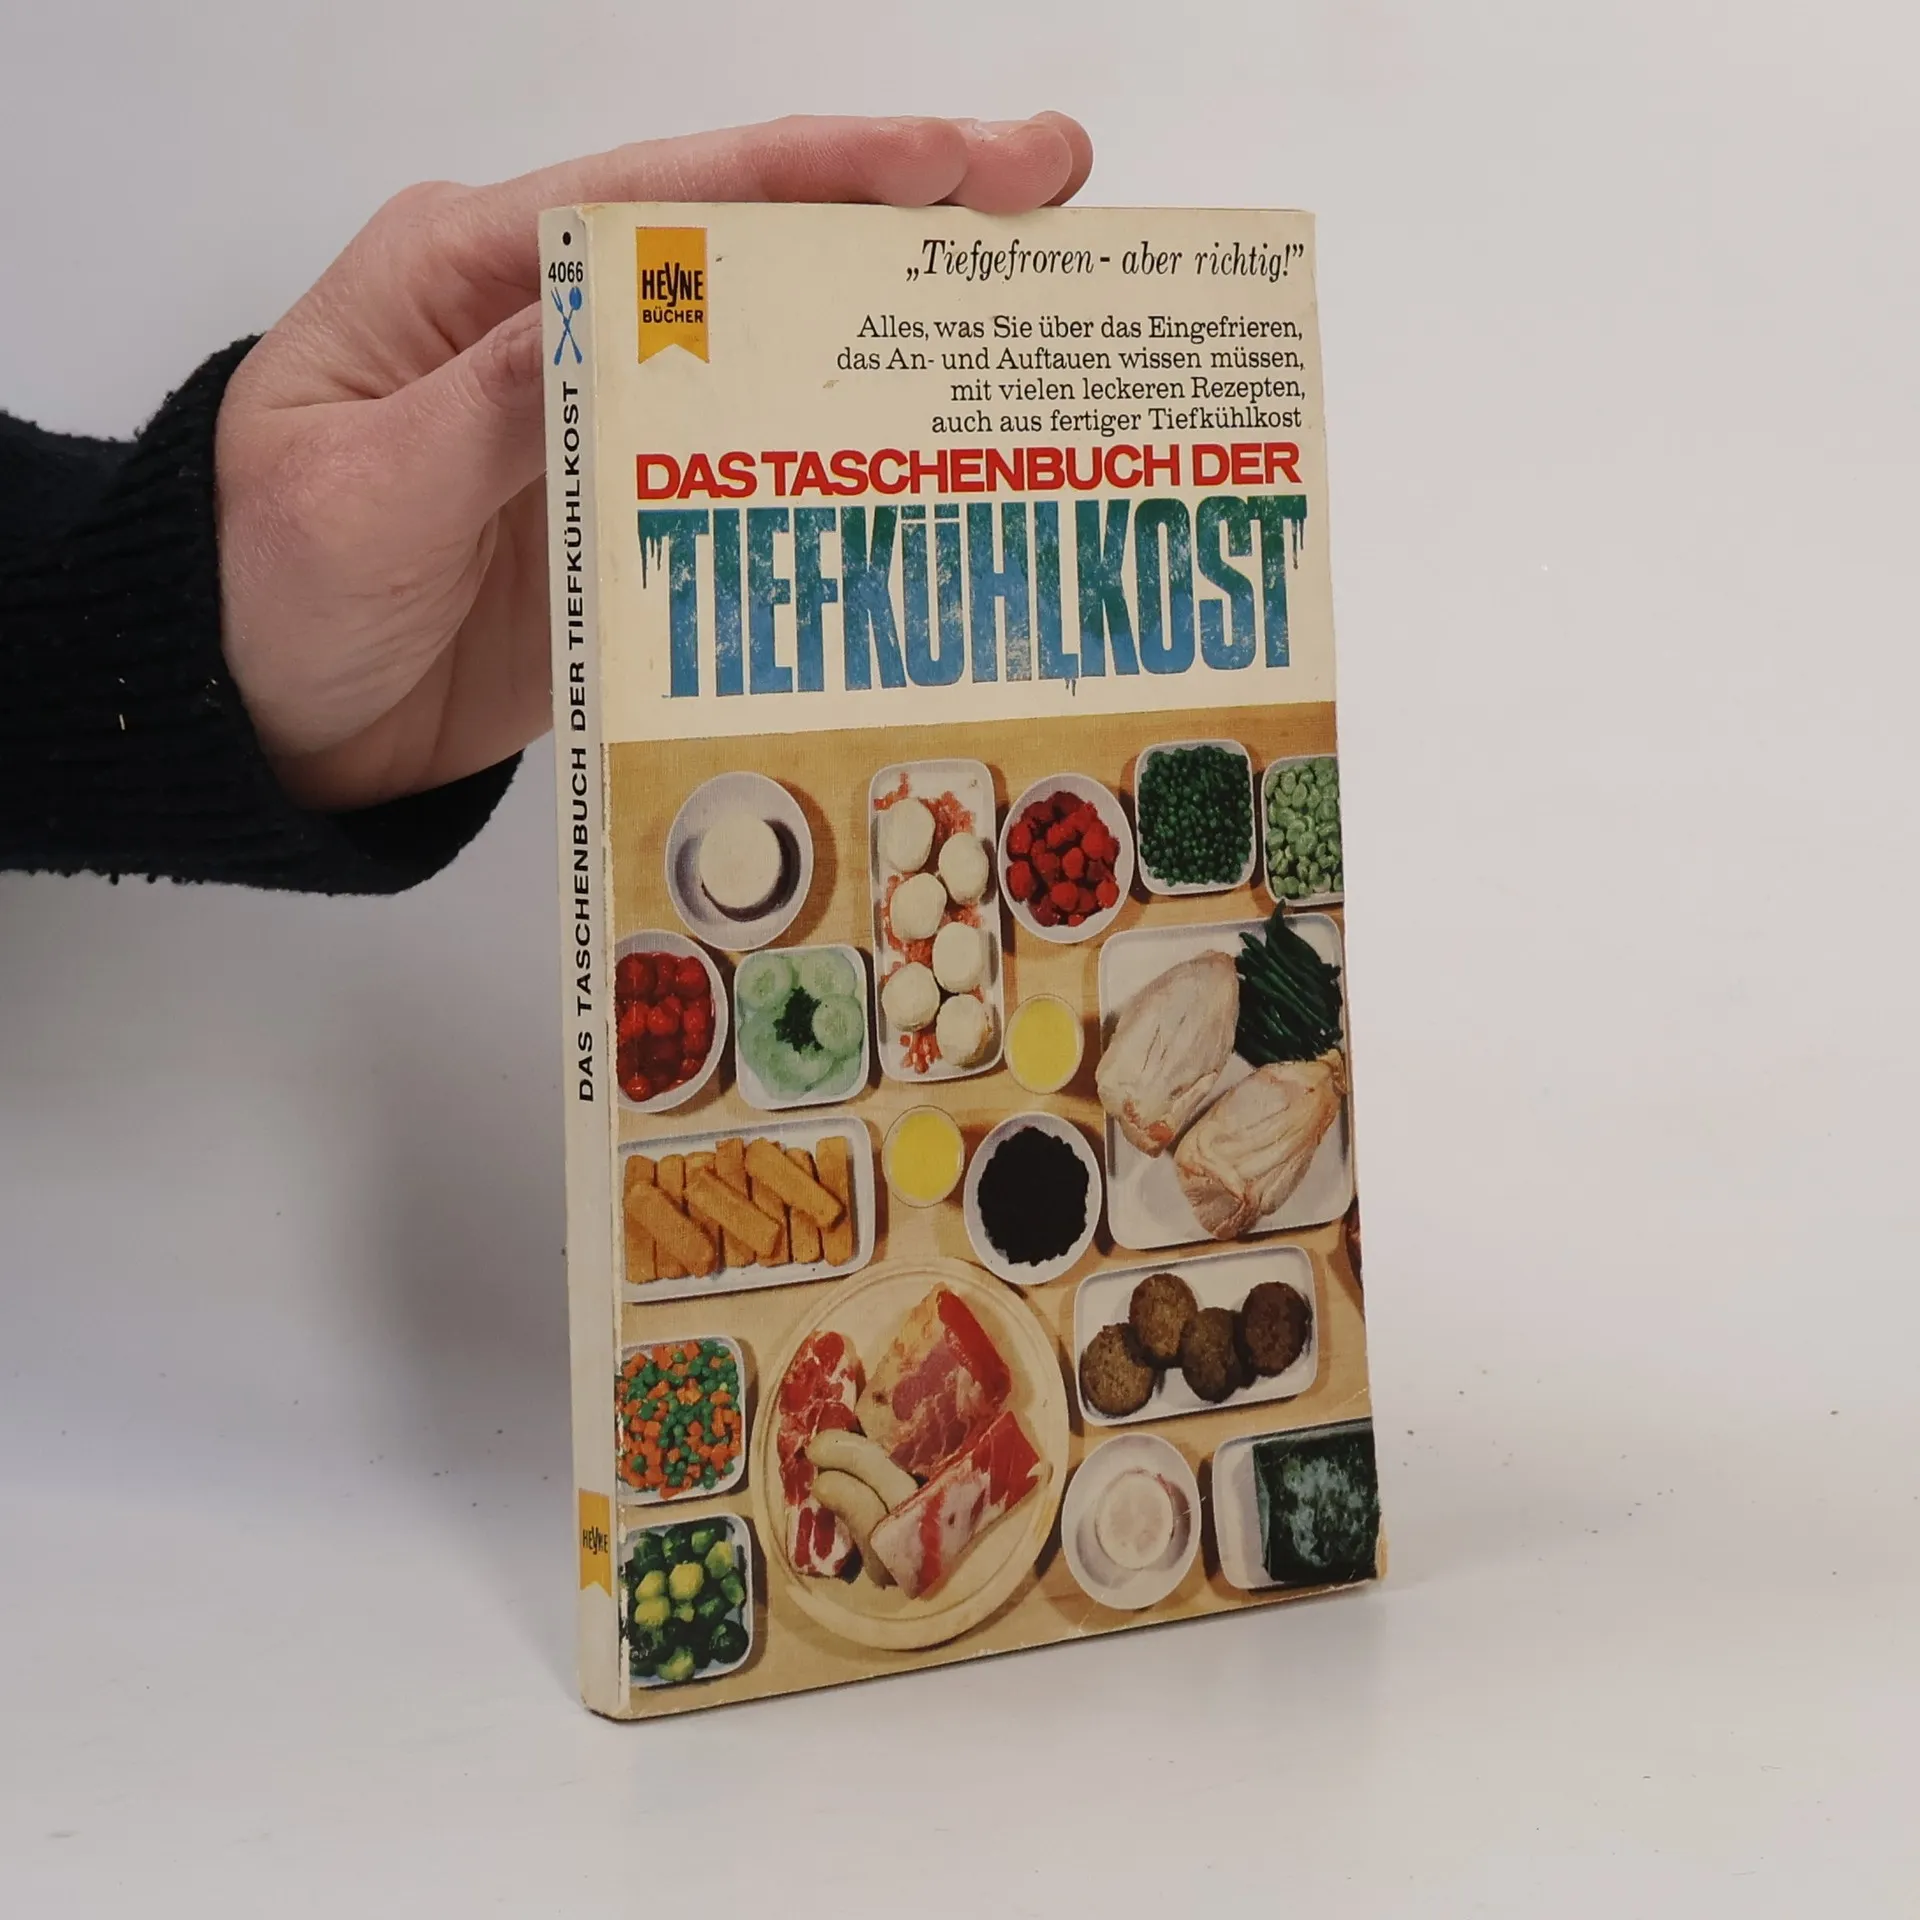 4066
DAS TASCHENBUCH DER TIEFKÜHLKOST
HEYNE
HEYNE
BÜCHER
„Tiefgefroren - aber richtig!”
Alles, was Sie über das Eingefrieren,
das An- und Auftauen wissen müssen,
mit vielen leckeren Rezepten,
auch aus fertiger Tiefkühlkost
DAS TASCHENBUCH DER
TIEFKÜHLKOST